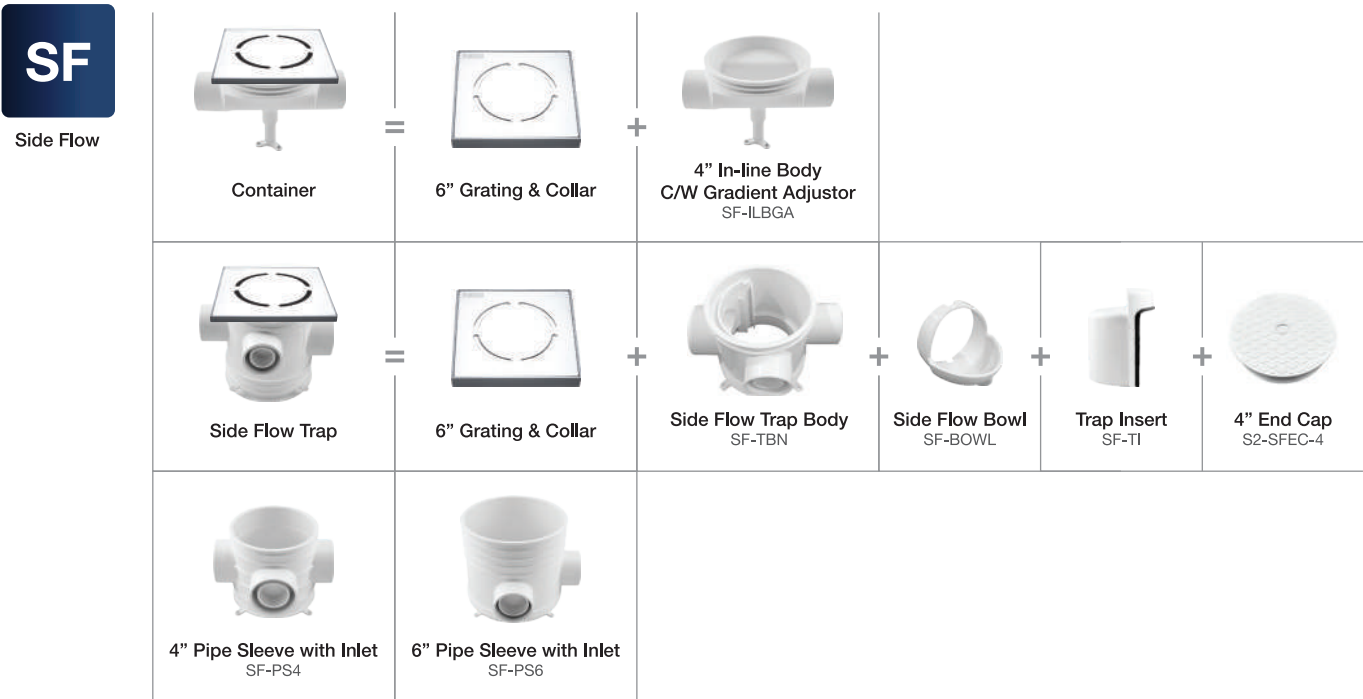 SF
Side Flow
=
+
Container
6” Grating & Collar
4” In-line Body
C/W Gradient Adjustor
SF-ILBGA
=
+
+
+
+
Side Flow Trap
6” Grating & Collar
Side Flow Trap Body
SF-TBN
Side Flow Bowl
SF-BOWL
Trap Insert
SF-TI
4” End Cap
S2-SFEC-4
4” Pipe Sleeve with Inlet
SF-PS4
6” Pipe Sleeve with Inlet
SF-PS6